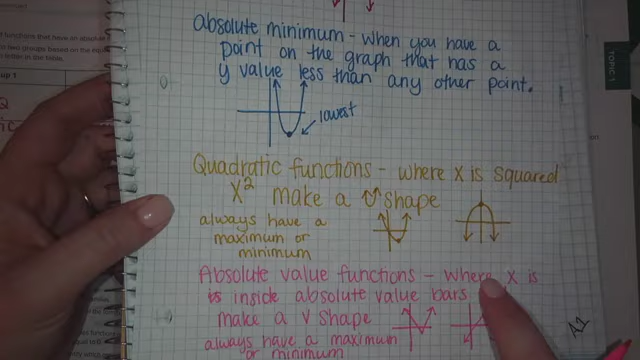 absolute minimum - when you have a
point on the graph that has a
y value less than any other point.
lowest
Quadratic functions - where x is squared
x² make a U shape
always have a
maximum or
minimum
Absolute value functions - where x is
inside absolute value bars
make a v shape
always have a maximum
or minimum
TOPIC 1